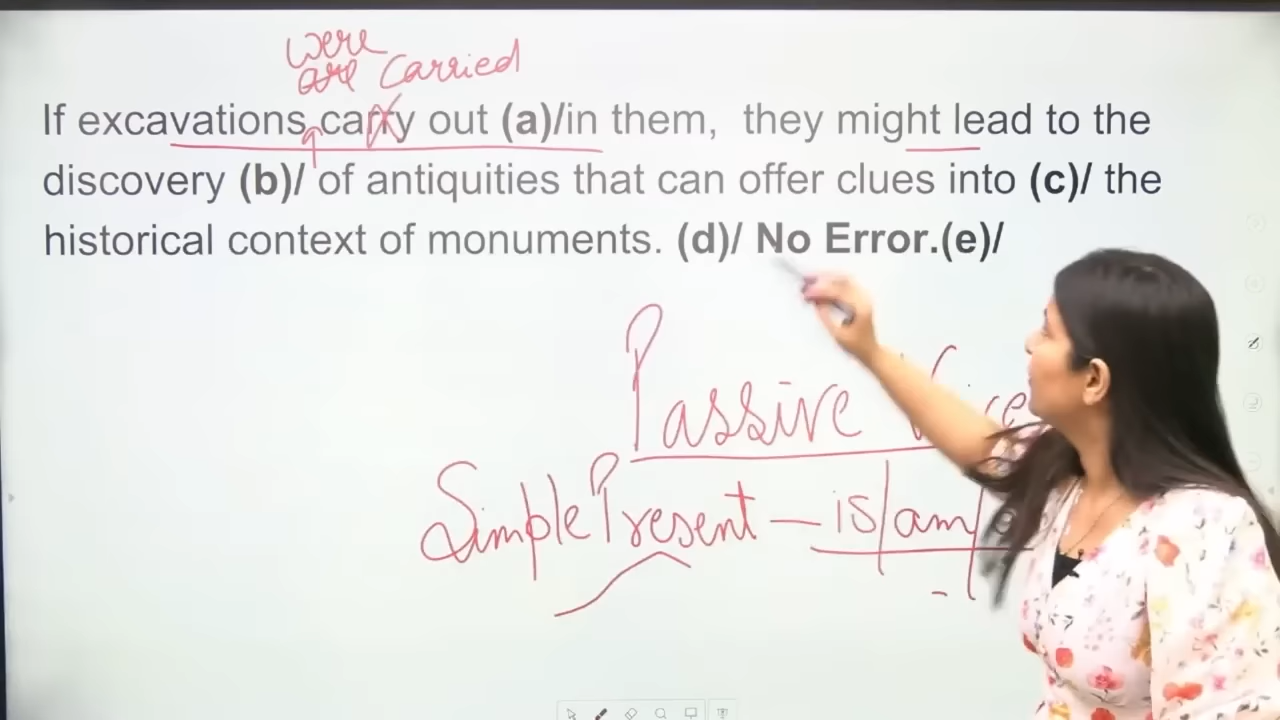 were
are Carried
If excavations carry out (a)/in them, they might lead to the
discovery (b)/ of antiquities that can offer clues into (c)/ the
historical context of monuments. (d)/ No Error.(e)/
Passive
Simple Present — is/am/